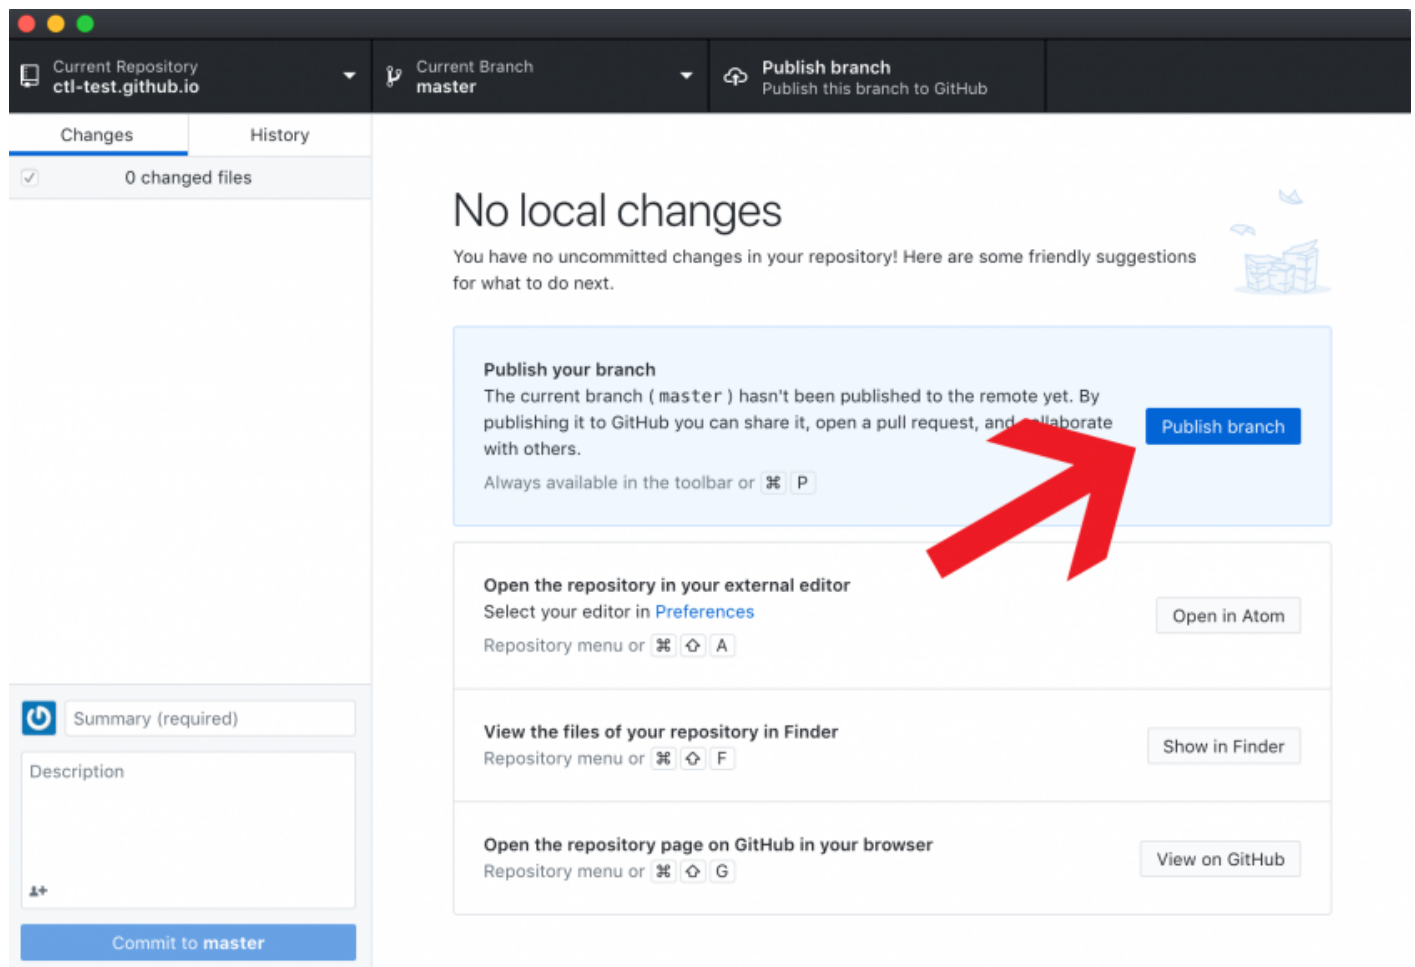 Current Repository
ctl-test.github.io
Current Branch
master
Publish branch
Publish this branch to GitHub
Changes
History
0 changed files
No local changes
You have no uncommitted changes in your repository! Here are some friendly suggestions
for what to do next.
Publish your branch
The current branch (master) hasn't been published to the remote yet. By
publishing it to GitHub you can share it, open a pull request, and collaborate
with others.
Always available in the toolbar or ⌘ P
Publish branch
Open the repository in your external editor
Select your editor in Preferences
Repository menu or ⌘ ⇧ A
Open in Atom
View the files of your repository in Finder
Repository menu or ⌘ ⇧ F
Show in Finder
Open the repository page on GitHub in your browser
Repository menu or ⌘ ⇧ G
View on GitHub
Summary (required)
Description
Commit to master